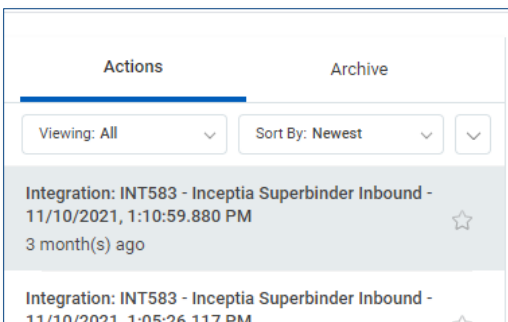 Actions
Archive
Viewing: All
Sort By: Newest
Integration: INT583 - Inceptia Superbinder Inbound -
11/10/2021, 1:10:59.880 PM
3 month(s) ago
Integration: INT583 - Inceptia Superbinder Inbound -
11/10/2021, 1:05:26.117 PM